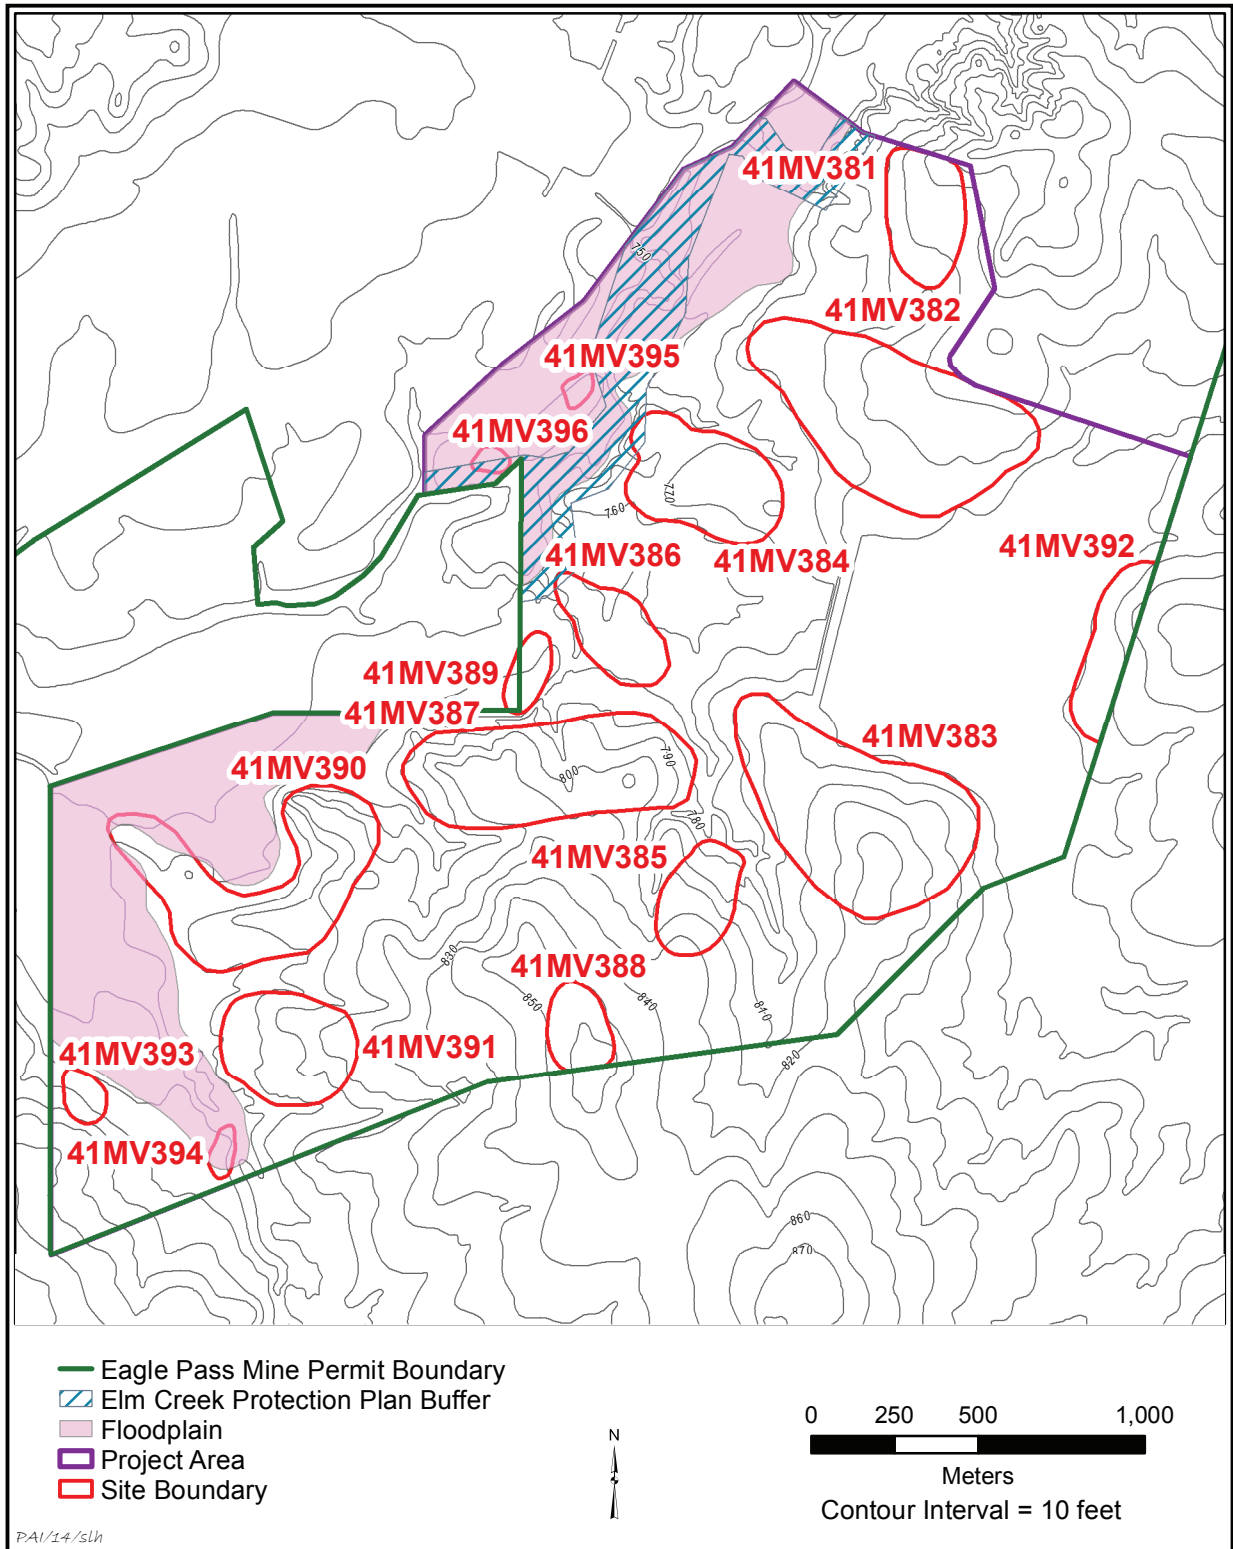 41MV381
750
41MV382
41MV395
41MV396
770
760
41MV386
41MV384
41MV392
41MV389
41MV387
41MV383
790
41MV390
800
780
41MV385
830
41MV388
850
840
810
41MV391
41MV393
820
41MV394
860
870
Eagle Pass Mine Permit Boundary
Elm Creek Protection Plan Buffer
Floodplain
Project Area
Site Boundary
N
0 250 500 1,000
Meters
Contour Interval = 10 feet
PAI/14/slh